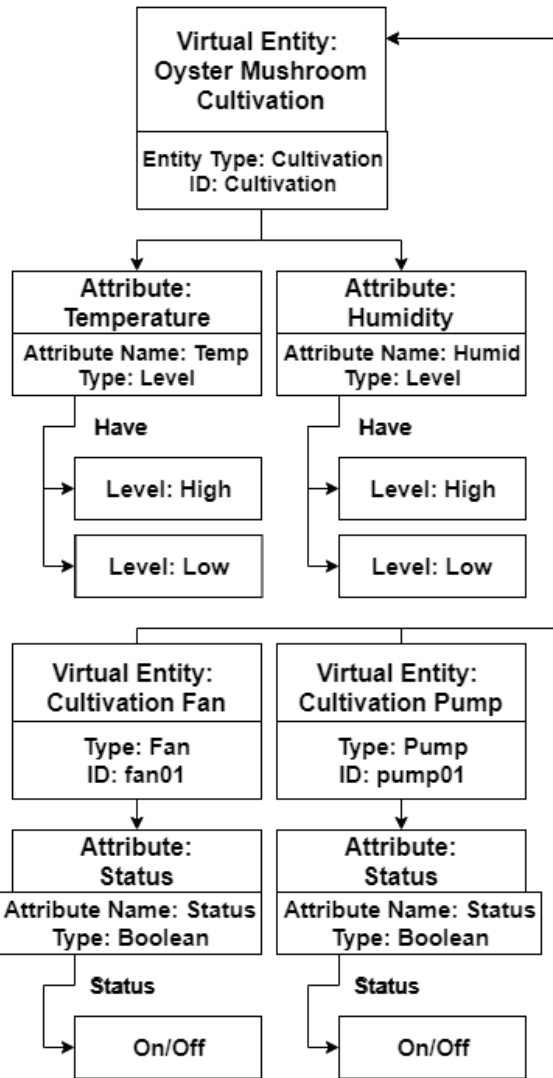 Virtual Entity:
Oyster Mushroom
Cultivation
Entity Type: Cultivation
ID: Cultivation
Attribute:
Temperature
Attribute Name: Temp
Type: Level
Have
Level: High
Level: Low
Attribute:
Humidity
Attribute Name: Humid
Type: Level
Have
Level: High
Level: Low
Virtual Entity:
Cultivation Fan
Type: Fan
ID: fan01
Attribute:
Status
Attribute Name: Status
Type: Boolean
Status
On/Off
Virtual Entity:
Cultivation Pump
Type: Pump
ID: pump01
Attribute:
Status
Attribute Name: Status
Type: Boolean
Status
On/Off